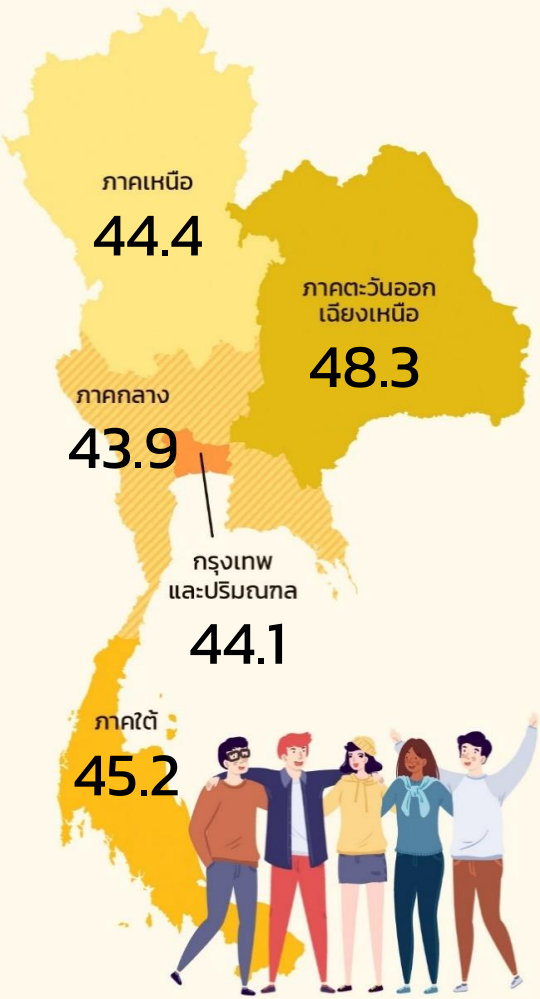 ภาคเหนือ
44.4
ภาคตะวันออก
เฉียงเหนือ
48.3
ภาคกลาง
43.9
กรุงเทพ
และปริมณฑล
44.1
ภาคใต้
45.2